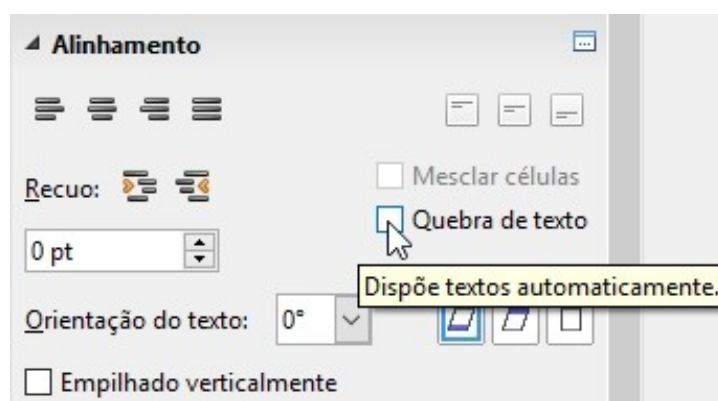 Alinhamento
Recuo:
Mesclar células
Quebra de texto
0 pt
Dispõe textos automaticamente.
Orientação do texto: 0°
Empilhado verticalmente